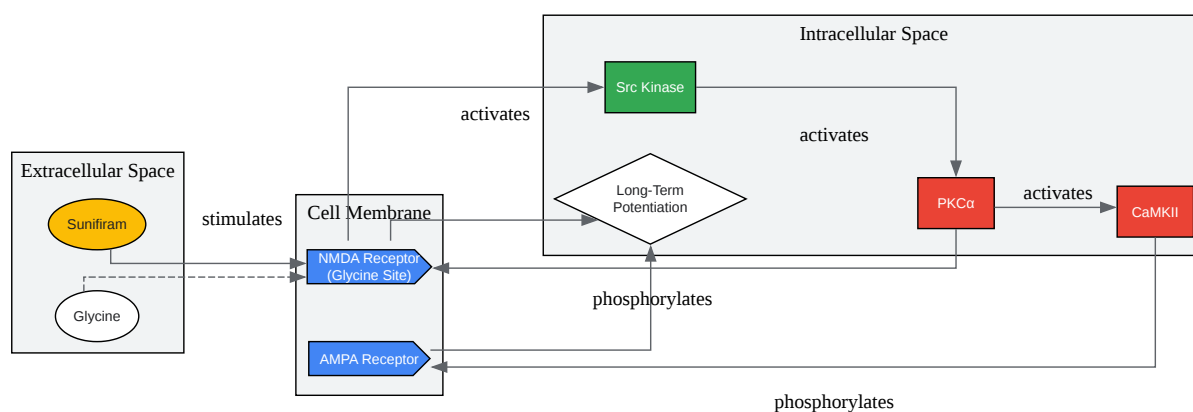 Intracellular Space
Src Kinase
activates
activates
Extracellular Space
Long-Term
Potentiation
PKCα
activates
CaMKII
Sunifiram
stimulates
Cell Membrane
NMDA Receptor
(Glycine Site)
Glycine
phosphorylates
AMPA Receptor
phosphorylates